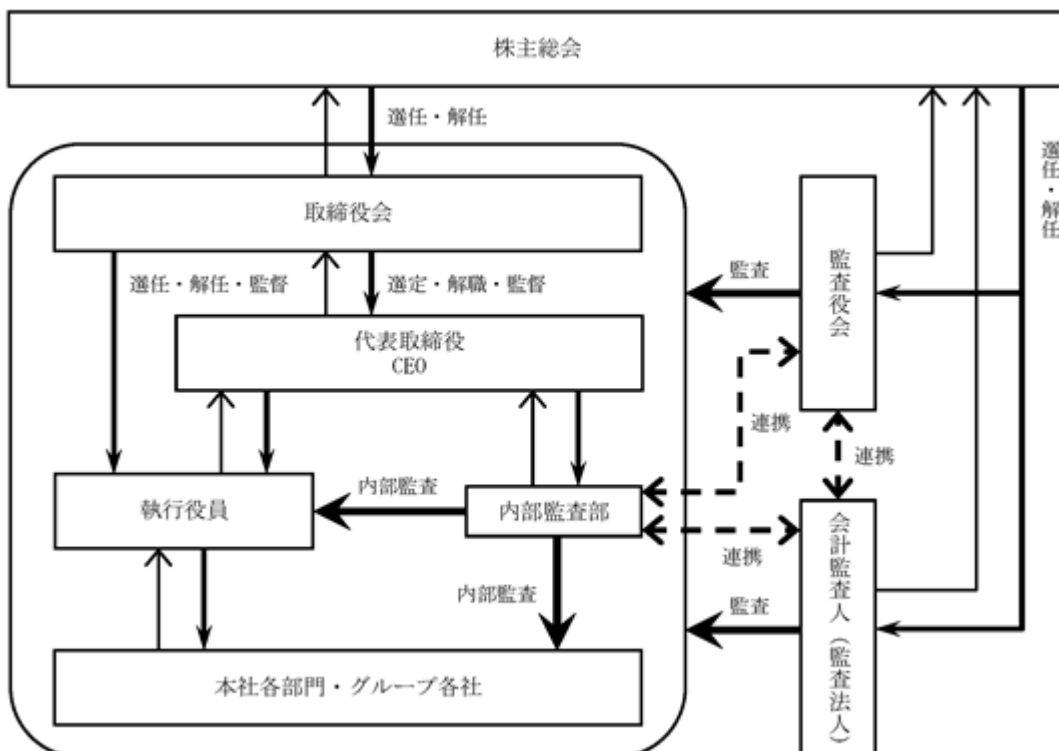 株主総会
選任・解任
選任・解任
取締役会
選任・解任・監督
選定・解職・監督
監査
監査役会
代表取締役
CEO
連携
連携
内部監査
執行役員
内部監査部
連携
内部監査
監査
会計監査人（監査法人）
本社各部門・グループ各社